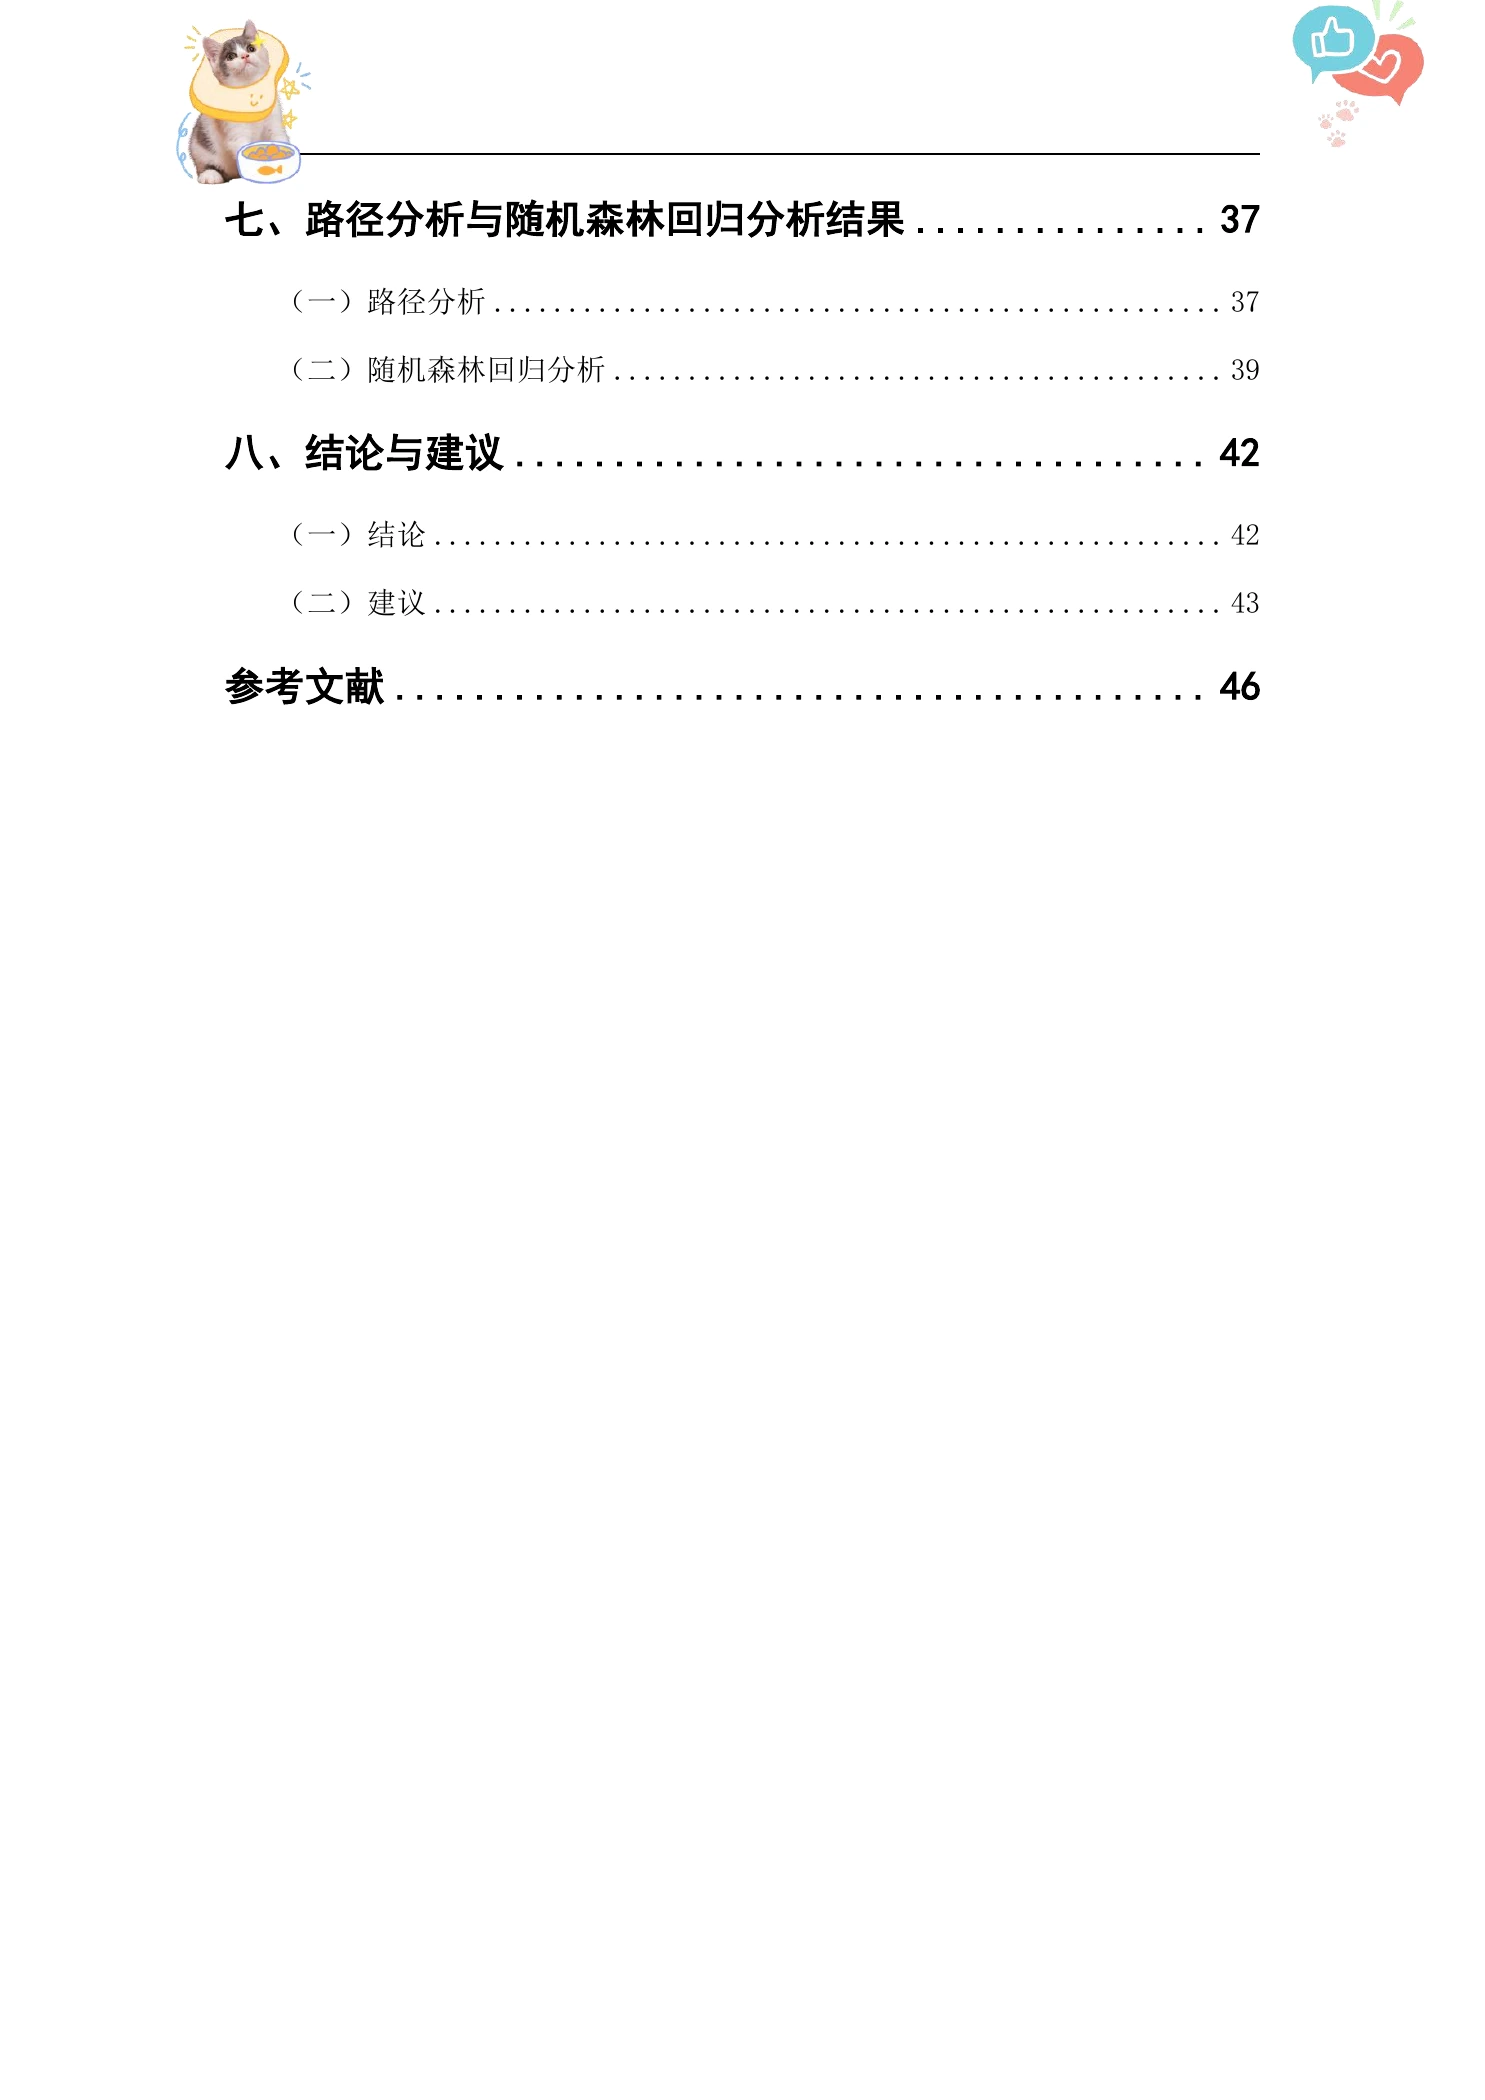 七、路径分析与随机森林回归分析结果...............37
（一）路径分析.................................................37
（二）随机森林回归分析.........................................39
八、结论与建议...................................42
（一）结论.....................................................42
（二）建议.....................................................43
参考文献.........................................46